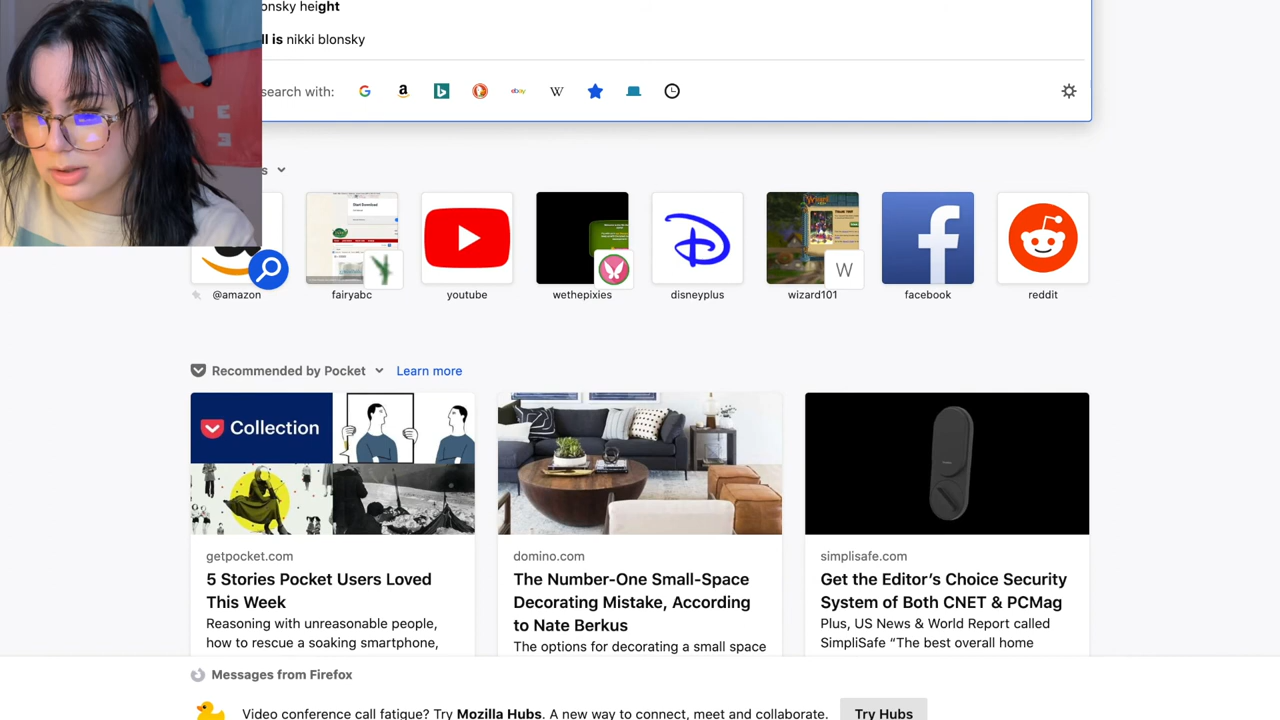 onsky height
ll is nikki blonsky
search with:
a
ebay
W
s
N E
3
W
@amazon
fairyabc
youtube
wethepixies
disneyplus
wizard101
facebook
reddit
Recommended by Pocket
Learn more
Collection
getpocket.com
5 Stories Pocket Users Loved
This Week
Reasoning with unreasonable people,
how to rescue a soaking smartphone,
domino.com
The Number-One Small-Space
Decorating Mistake, According
to Nate Berkus
The options for decorating a small space
simplisafe.com
Get the Editor’s Choice Security
System of Both CNET & PCMag
Plus, US News & World Report called
SimpliSafe “The best overall home
Messages from Firefox
Video conference call fatigue? Try Mozilla Hubs. A new way to connect, meet and collaborate.
Try Hubs